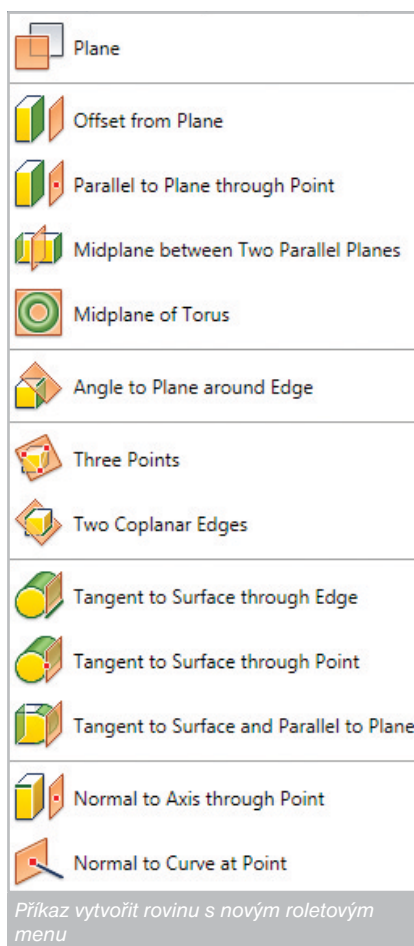 Plane
Offset from Plane
Parallel to Plane through Point
Midplane between Two Parallel Planes
Midplane of Torus
Angle to Plane around Edge
Three Points
Two Coplanar Edges
Tangent to Surface through Edge
Tangent to Surface through Point
Tangent to Surface and Parallel to Plane
Normal to Axis through Point
Normal to Curve at Point
Příkaz vytvořit rovinu s novým roletovým
menu